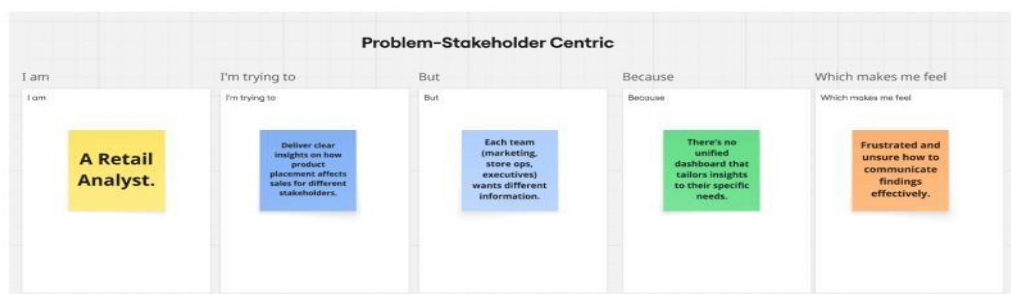 Problem-Stakeholder Centric
I am
I'm trying to
But
Because
Which makes me feel
I am
I'm trying to
But
Because
Which makes me feel
A Retail
Analyst.
Deliver clear
insights on how
product
placement affects
sales for different
stakeholders.
Each team
(marketing,
store ops,
executives)
wants different
information.
There's no
unified
dashboard that
tailors insights
to their specific
needs.
Frustrated and
unsure how to
communicate
findings
effectively.